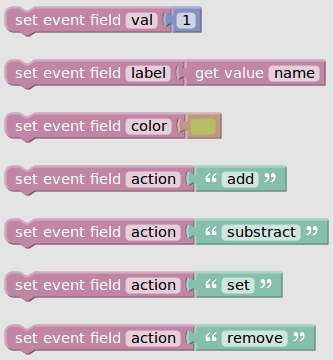 set event field val 1
set event field label get value name
set event field color
set event field action “ add ”
set event field action “ substract ”
set event field action “ set ”
set event field action “ remove ”